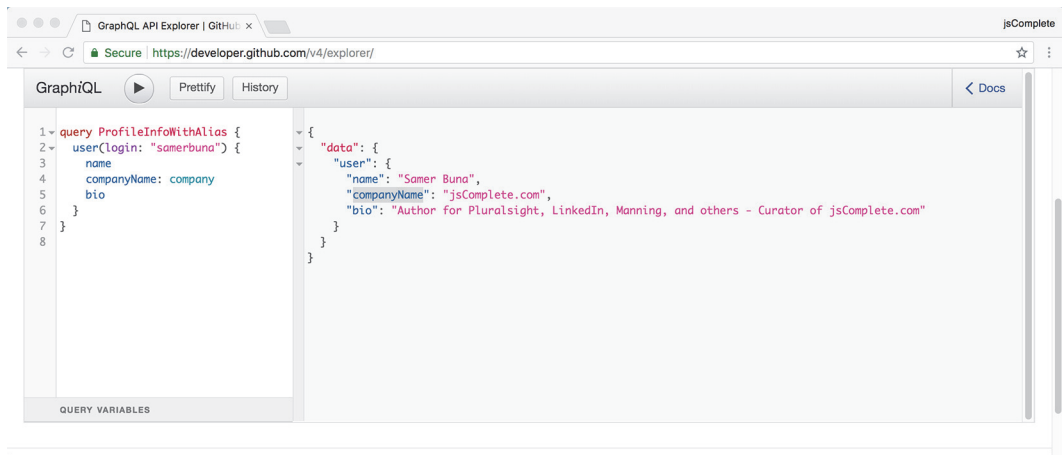 GraphQL API Explorer | GitHub
jsComplete
Secure https://developer.github.com/v4/explorer/
GraphiQL Prettify History Docs
1 query ProfileInfoWithAlias {
2 user(login: "samerbuna") {
3 name
4 companyName: company
5 bio
6 }
7 }
8
{
"data": {
"user": {
"name": "Samer Buna",
"companyName": "jsComplete.com",
"bio": "Author for Pluralsight, LinkedIn, Manning, and others - Curator of jsComplete.com"
}
}
}
QUERY VARIABLES